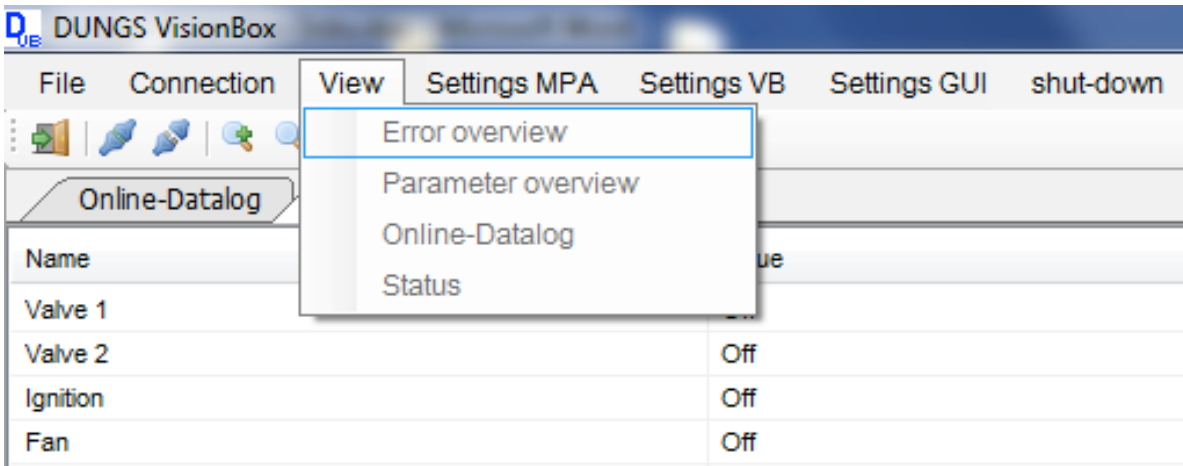 DUNGS VisionBox
File Connection View Settings MPA Settings VB Settings GUI shut-down
Error overview
Parameter overview
Online-Datalog
Status
Online-Datalog
Name
Valve 1
Valve 2 Off
Ignition Off
Fan Off